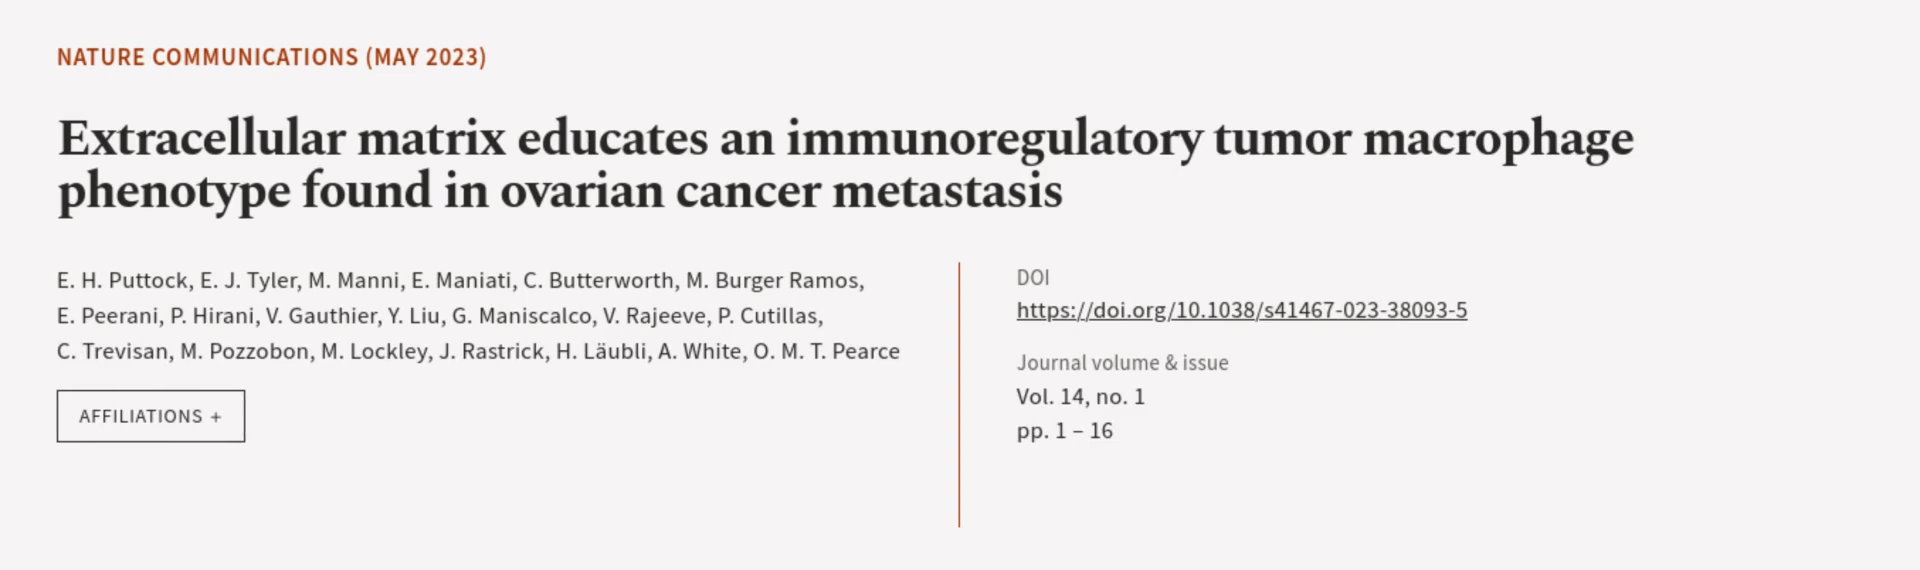 NATURE COMMUNICATIONS (MAY 2023)
Extracellular matrix educates an immunoregulatory tumor macrophage
phenotype found in ovarian cancer metastasis
E. H. Puttock, E. J. Tyler, M. Manni, E. Maniati, C. Butterworth, M. Burger Ramos,
E. Peerani, P. Hirani, V. Gauthier, Y. Liu, G. Maniscalco, V. Rajeeve, P. Cutillas,
C. Trevisan, M. Pozzobon, M. Lockley, J. Rastrick, H. Läubli, A. White, O. M. T. Pearce
AFFILIATIONS +
DOI
https://doi.org/10.1038/s41467-023-38093-5
Journal volume & issue
Vol. 14, no. 1
pp. 1 – 16